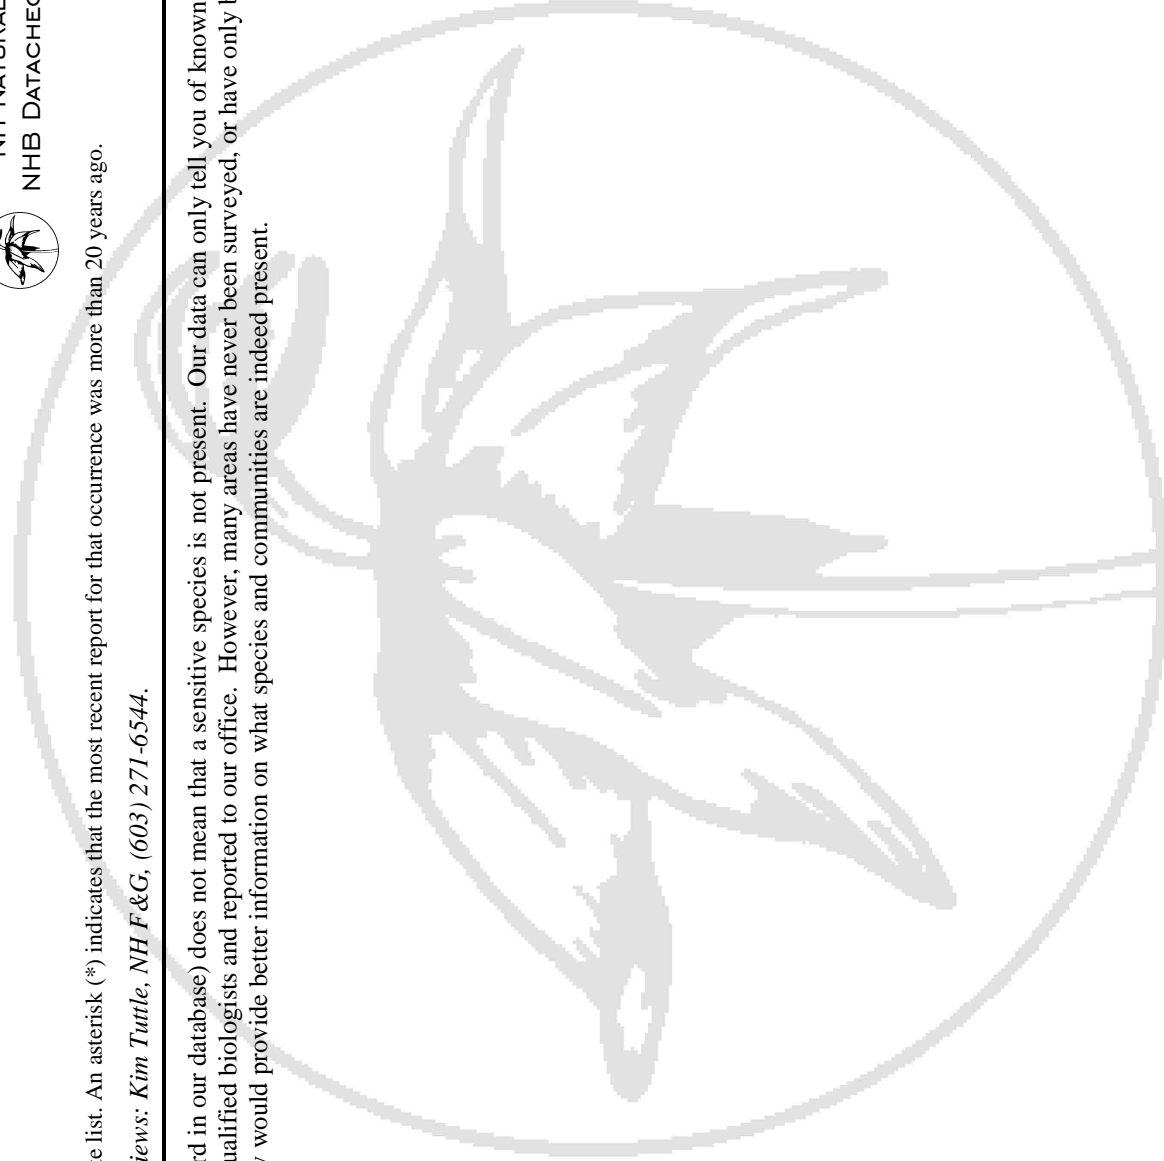 NHB DATACHEC
list. An asterisk (*) indicates that the most recent report for that occurrence was more than 20 years ago.
iews: Kim Tuttle, NH F&G, (603) 271-6544.
rd in our database) does not mean that a sensitive species is not present. Our data can only tell you of known
ualified biologists and reported to our office. However, many areas have never been surveyed, or have only
would provide better information on what species and communities are indeed present.